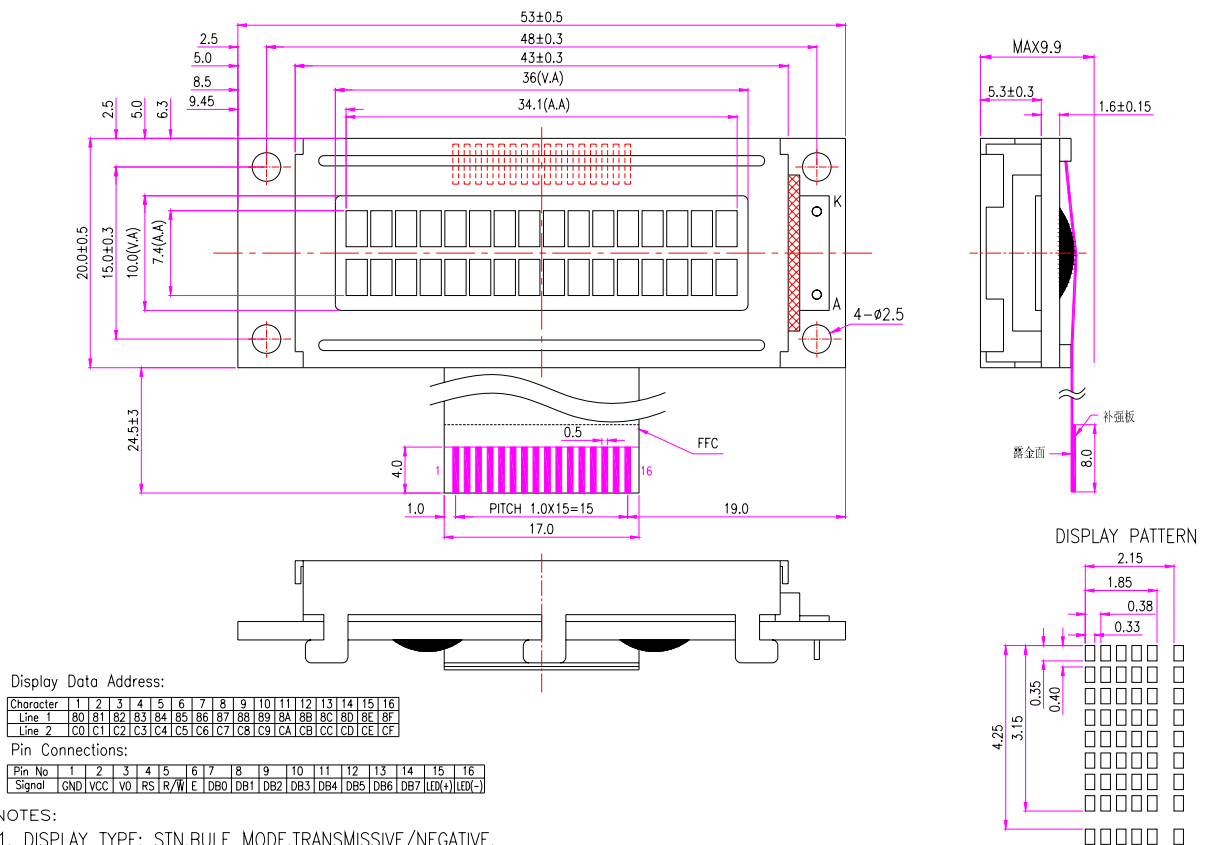 53±0.5
2.5
48±0.3
5.0
43±0.3
8.5
36(V.A)
9.45
34.1(A.A)
2.5
5.0
6.3
20.0±0.5
15.0±0.3
10.0(V.A)
7.4(A.A)
K
A
4-ø2.5
24.5±3
4.0
0.5
FFC
1
16
1.0
PITCH 1.0X15=15
19.0
17.0
MAX9.9
5.3±0.3
1.6±0.15
补强板
露金面
8.0
DISPLAY PATTERN
2.15
1.85
0.38
0.33
0.35
0.40
3.15
4.25
Display Data Address:
Character 1 2 3 4 5 6 7 8 9 10 11 12 13 14 15 16
Line 1 80 81 82 83 84 85 86 87 88 89 8A 8B 8C 8D 8E 8F
Line 2 C0 C1 C2 C3 C4 C5 C6 C7 C8 C9 CA CB CC CD CE CF
Pin Connections:
Pin No 1 2 3 4 5 6 7 8 9 10 11 12 13 14 15 16
Signal GND VCC V0 RS R/W E DB0 DB1 DB2 DB3 DB4 DB5 DB6 DB7 LED(+) LED(-)
NOTES:
1. DISPLAY TYPE: STN.BULE MODE.TRANSMISSIVE/NEGATIVE.